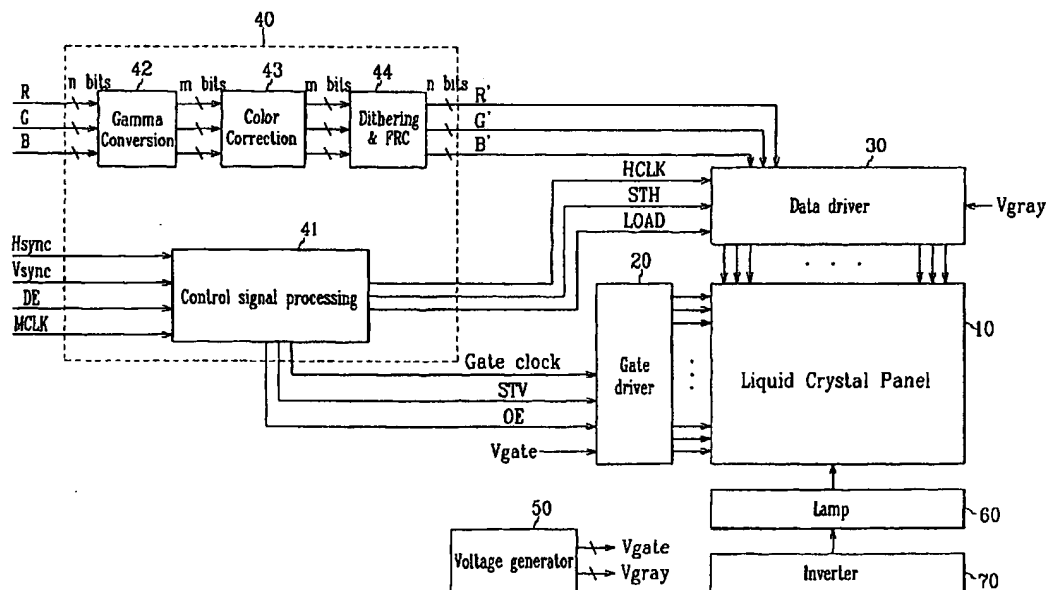 40
n bits 42 m bits 43 m bits 44 n bits
R
G
B
Gamma
Conversion
Color
Correction
Dithering
& FRC
R'
G'
B'
30
HCLK
STH
LOAD
Data driver
Vgray
Hsync
Vsync
DE
MCLK
41
Control signal processing
20
. . .
10
Gate clock
STV
OE
Vgate
Gate
driver
Liquid Crystal Panel
50
Voltage generator
Vgate
Vgray
Lamp
60
Inverter
70